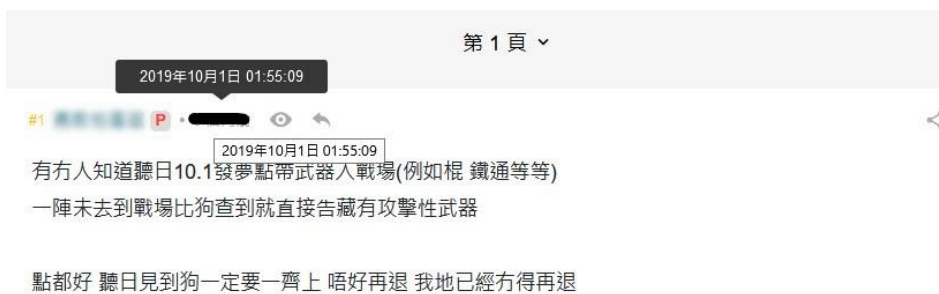 第 1 頁
2019年10月1日 01:55:09
#1 P •
2019年10月1日 01:55:09
有冇人知道聽日10.1發夢點帶武器入戰場(例如棍 鐵通等等)
一陣未去到戰場比狗查到就直接告藏有攻擊性武器
點都好 聽日見到狗一定要一齊上 唔好再退 我地已經冇得再退